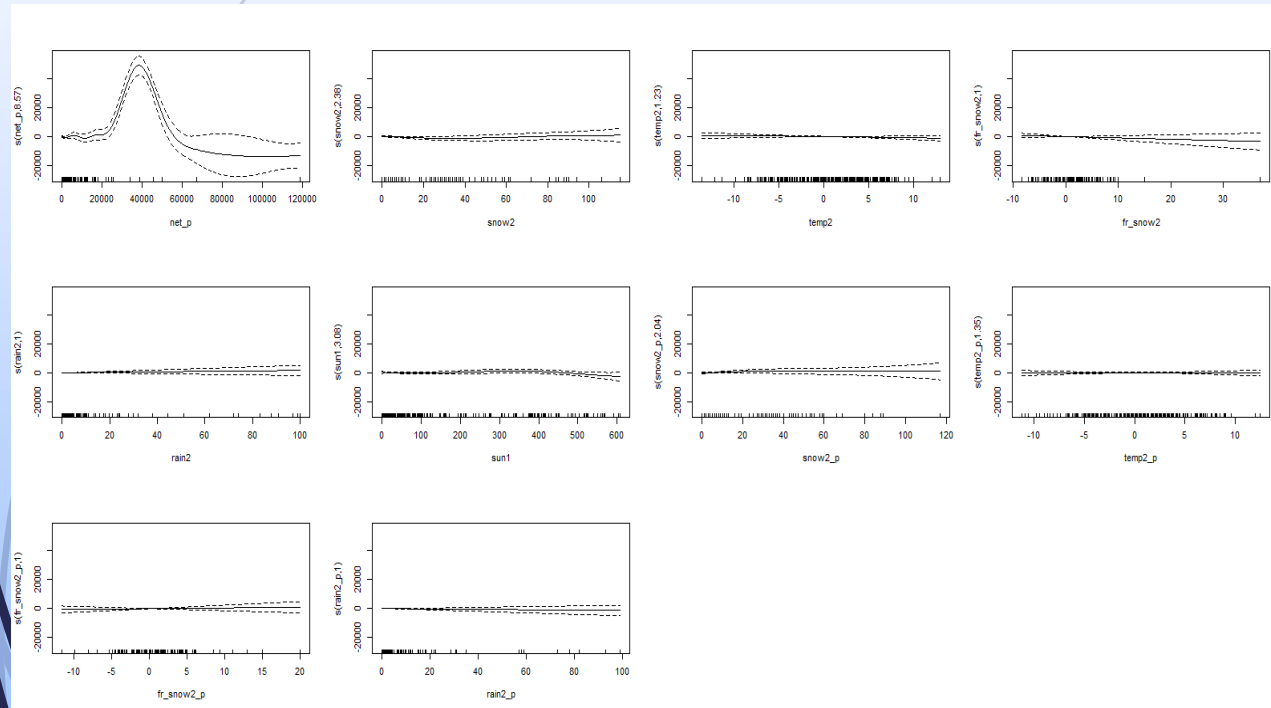 s(net_p,8.57)
20000
0
-20000
0 20000 40000 60000 80000 100000 120000
net_p
s(snow2,2.38)
20000
0
-20000
0 20 40 60 80 100
snow2
s(temp2,1.23)
20000
0
-20000
-10 -5 0 5 10
temp2
s(fr_snow2,1)
20000
0
-20000
-10 0 10 20 30
fr_snow2
s(rain2,1)
20000
0
-20000
0 20 40 60 80 100
rain2
s(sun1,3.08)
20000
0
-20000
0 100 200 300 400 500 600
sun1
s(snow2_p,2.04)
20000
0
-20000
0 20 40 60 80 100 120
snow2_p
s(temp2_p,1.35)
20000
0
-20000
-10 -5 0 5 10
temp2_p
s(fr_snow2_p,1)
20000
0
-20000
-10 -5 0 5 10 15 20
fr_snow2_p
s(rain2_p,1)
20000
0
-20000
0 20 40 60 80 100
rain2_p